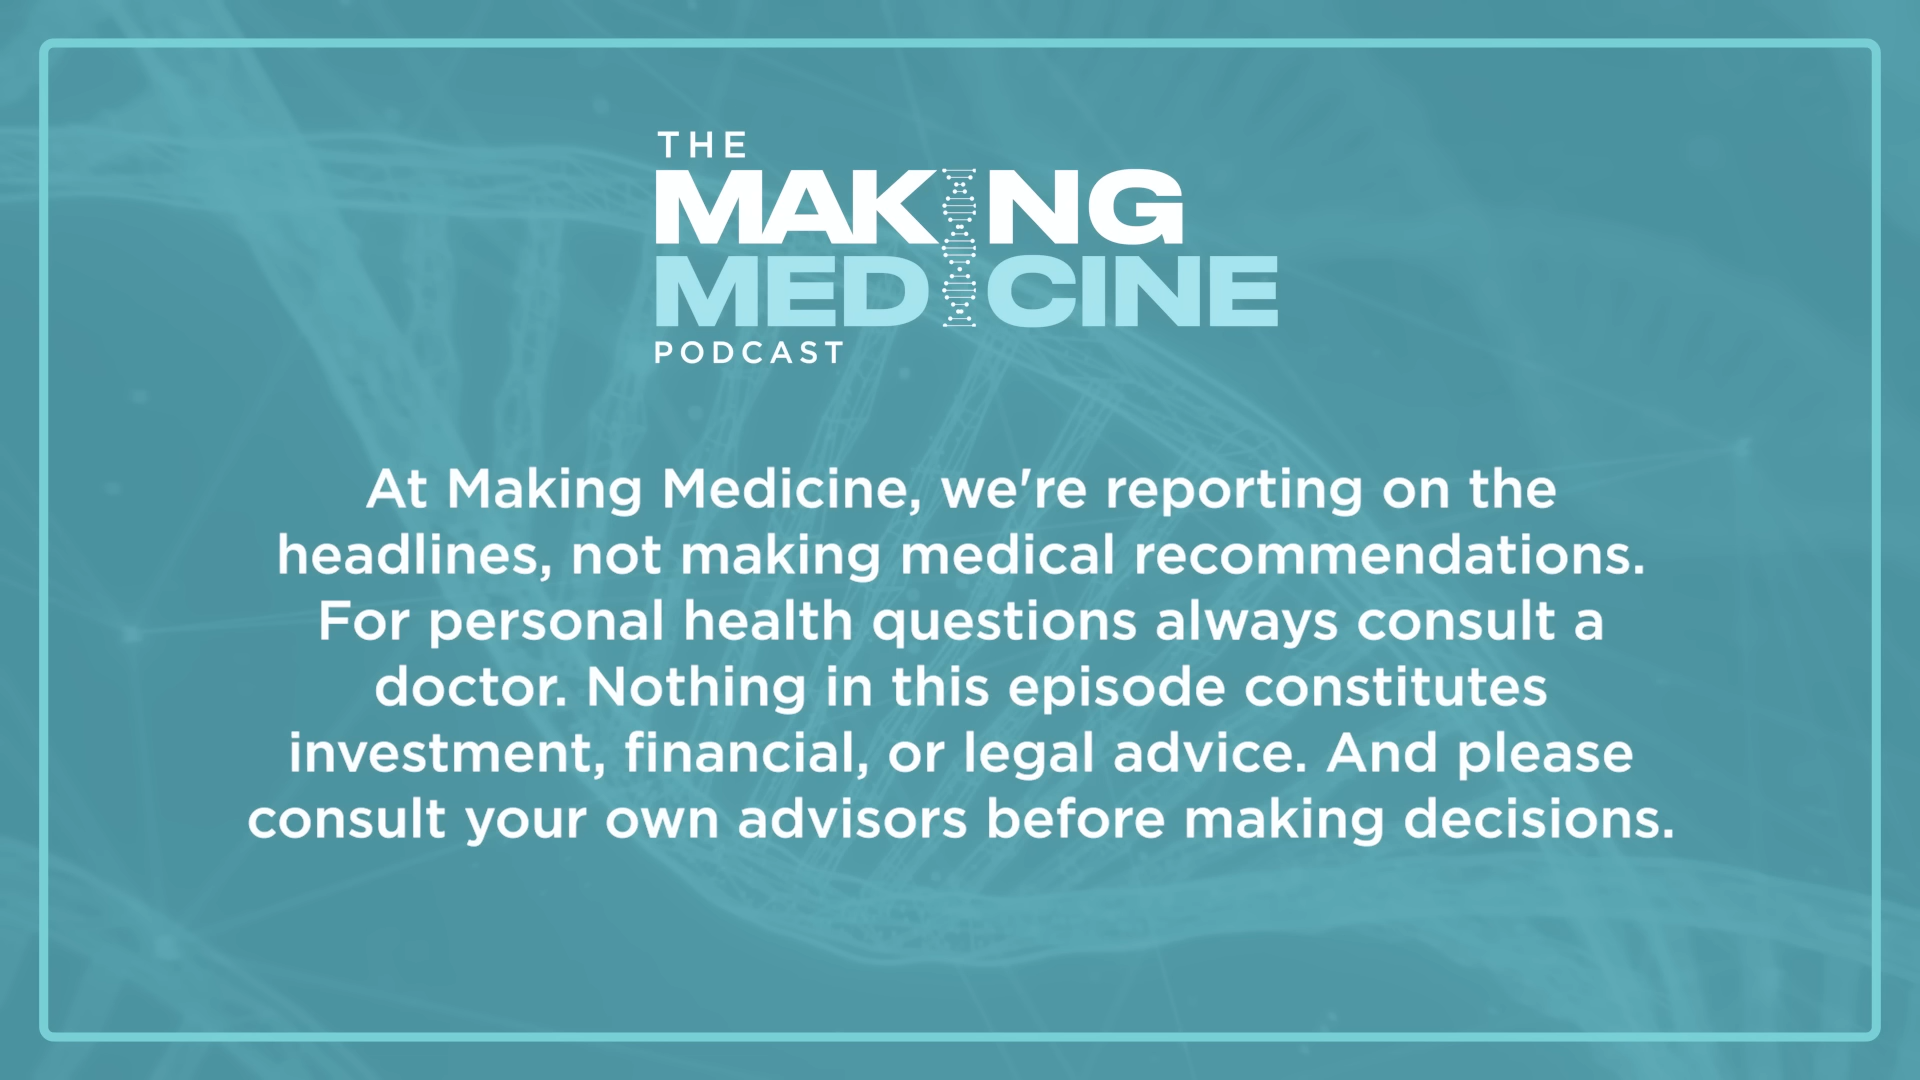 THE
MAKING
MEDICINE
PODCAST
At Making Medicine, we're reporting on the
headlines, not making medical recommendations.
For personal health questions always consult a
doctor. Nothing in this episode constitutes
investment, financial, or legal advice. And please
consult your own advisors before making decisions.